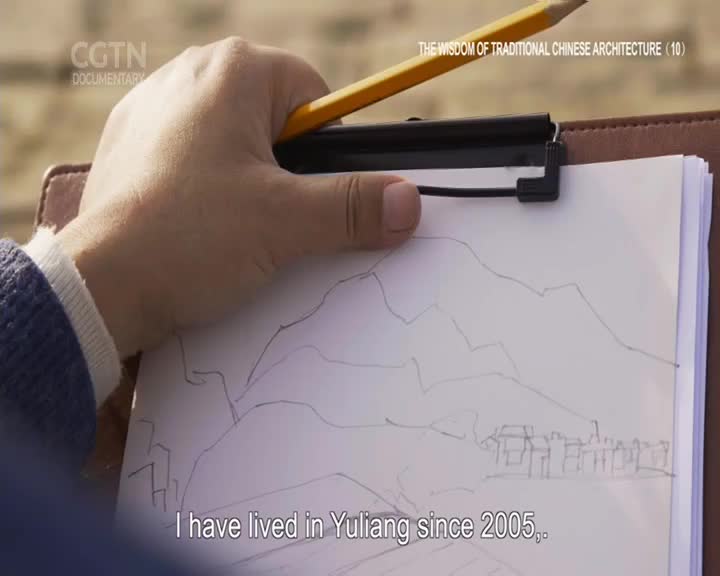 CGTN
DOCUMENTARY
THE WISDOM OF TRADITIONAL CHINESE ARCHITECTURE（10）
I have lived in Yuliang since 2005,.